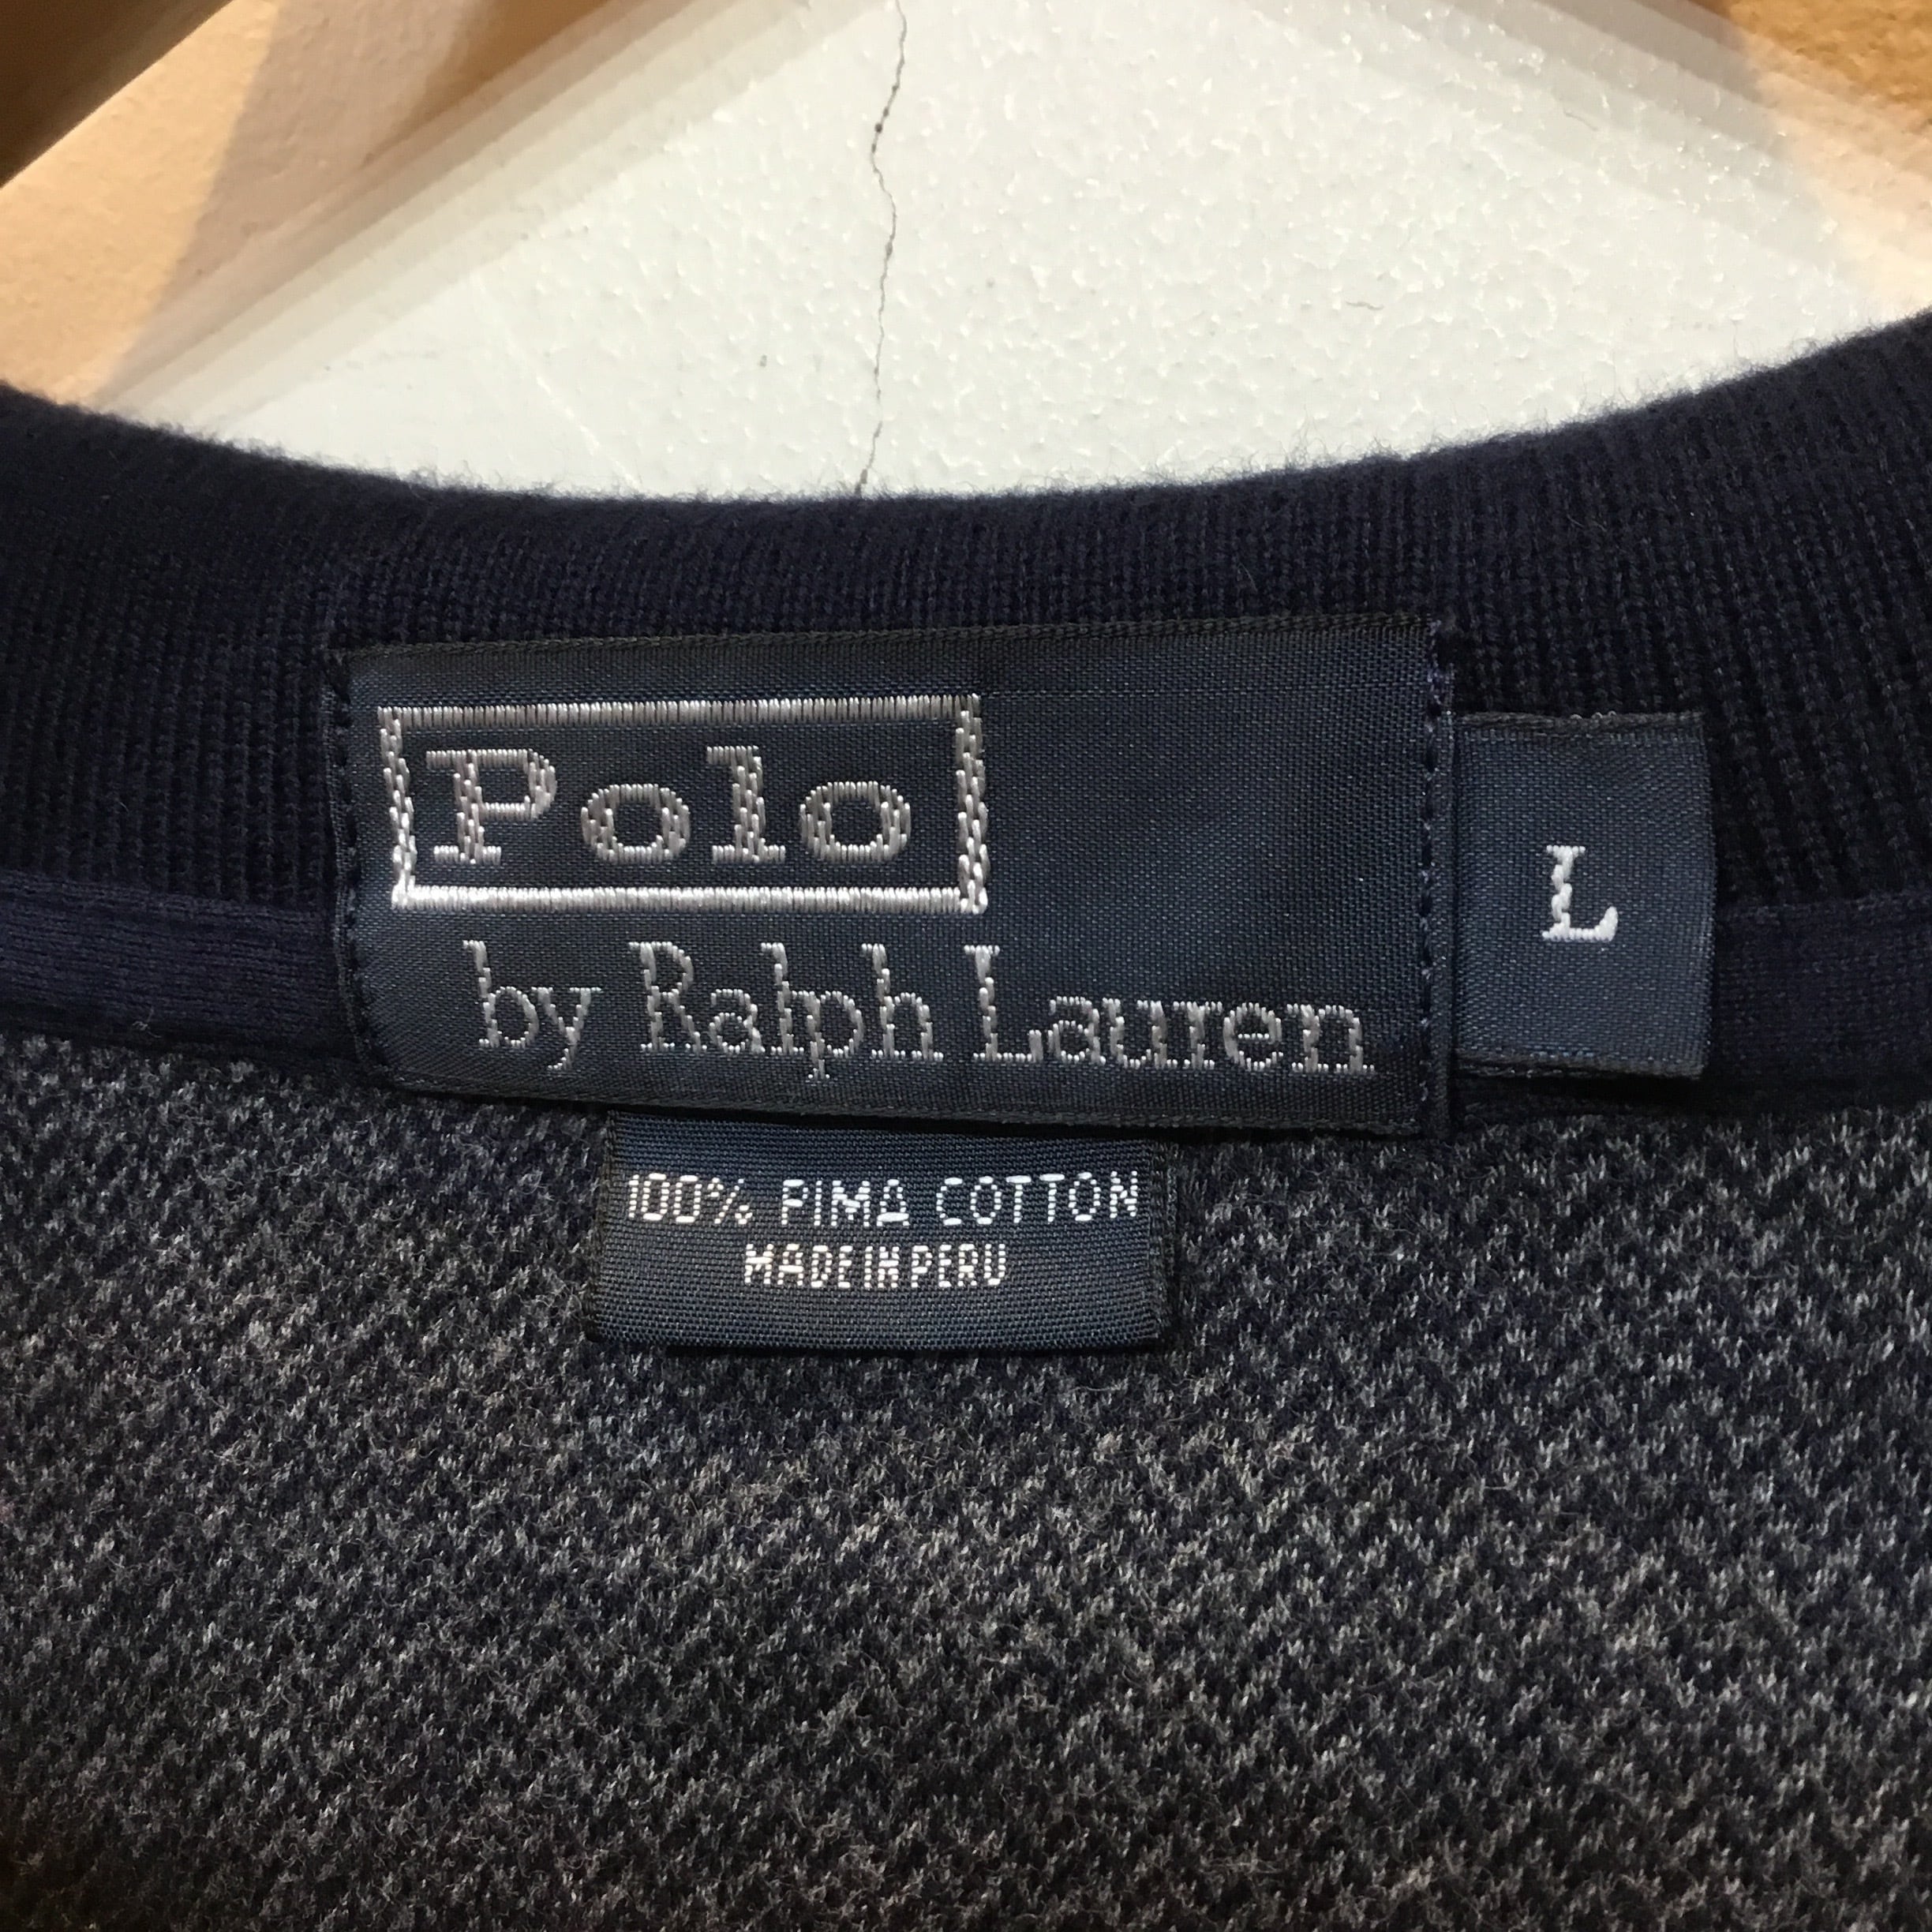 Polo
by Ralph Lauren
L
100% PIMA COTTON
MADE IN PERU